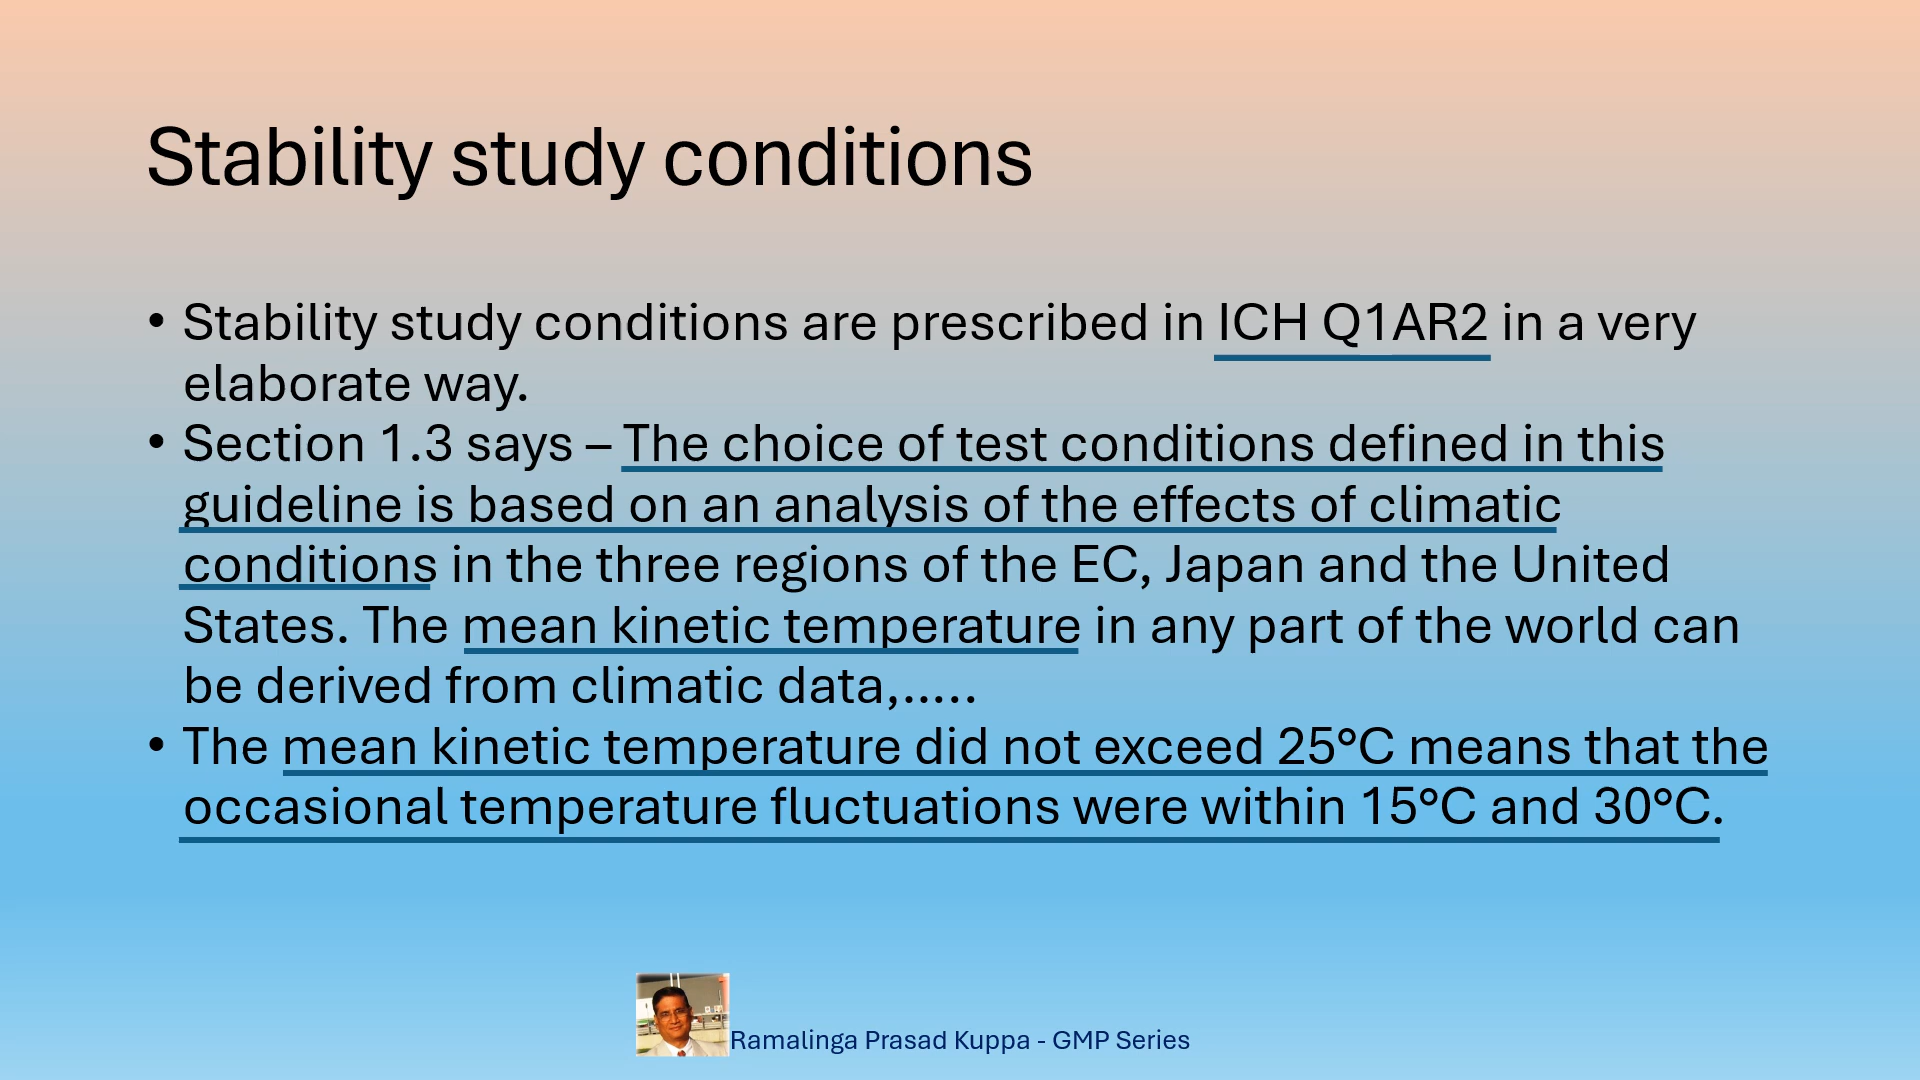 Stability study conditions
• Stability study conditions are prescribed in ICH Q1AR2 in a very
elaborate way.
• Section 1.3 says – The choice of test conditions defined in this
guideline is based on an analysis of the effects of climatic
conditions in the three regions of the EC, Japan and the United
States. The mean kinetic temperature in any part of the world can
be derived from climatic data,…..
• The mean kinetic temperature did not exceed 25°C means that the
occasional temperature fluctuations were within 15°C and 30°C.
Ramalinga Prasad Kuppa - GMP Series